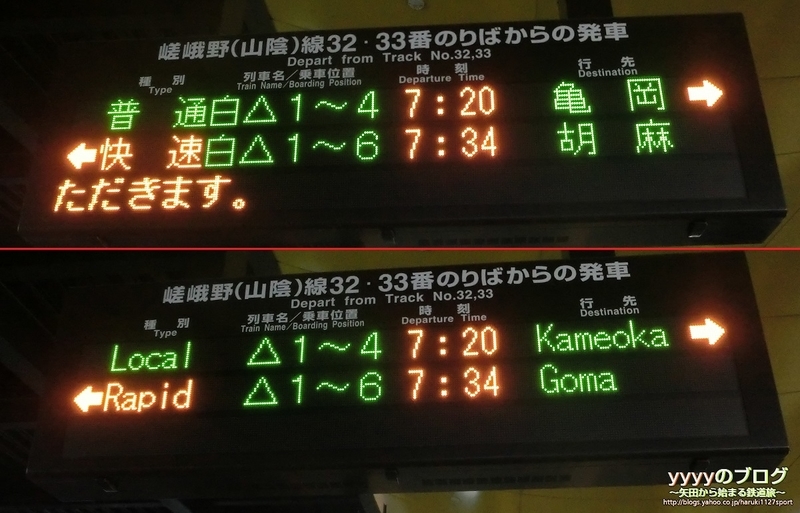 嵯峨野(山陰)線32・33番のりばからの発車
Depart from Track No.32,33
種別 列車名/乗車位置 時刻 行先
Type Train Name/Boarding Position Departure Time Destination
普通 白△1～4 7:20 亀岡 →
←快速 白△1～6 7:34 胡麻
ただきます。
嵯峨野(山陰)線32・33番のりばからの発車
Depart from Track No.32,33
種別 列車名/乗車位置 時刻 行先
Type Train Name/Boarding Position Departure Time Destination
Local △1～4 7:20 Kameoka →
←Rapid △1～6 7:34 Goma
yyyyのブログ
～矢田から始まる鉄道旅～
http://blogs.yahoo.co.jp/haruki1127sport